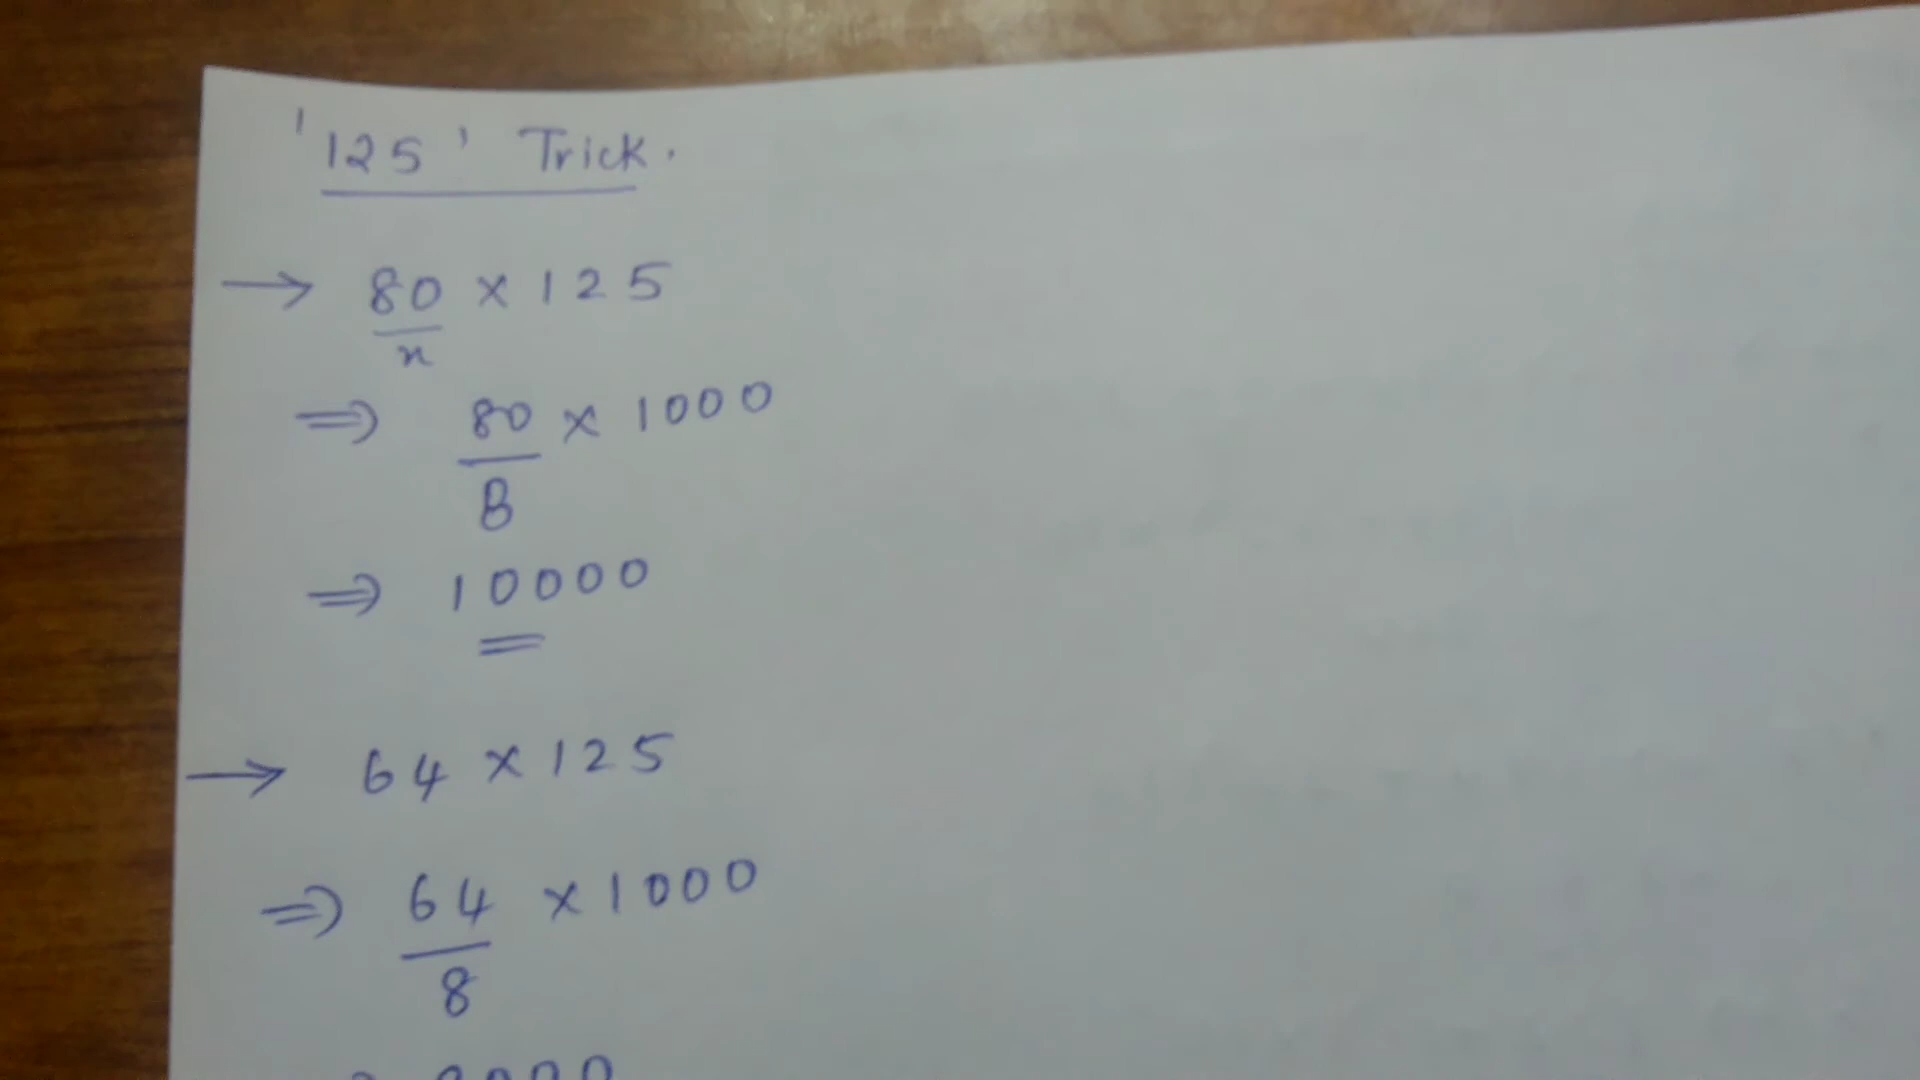 '125' Trick.
→ 80 × 125
x
⇒ 80 × 1000
8
⇒ 10000
→ 64 × 125
⇒ 64 × 1000
8